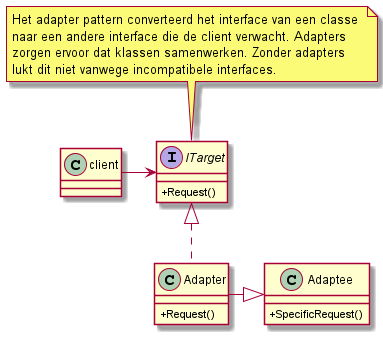 Het adapter pattern converteerd het interface van een classe
naar een andere interface die de client verwacht. Adapters
zorgen ervoor dat klassen samenwerken. Zonder adapters
lukt dit niet vanwege incompatibele interfaces.
C client
I ITarget
+Request()
C Adapter
+Request()
C Adaptee
+SpecificRequest()